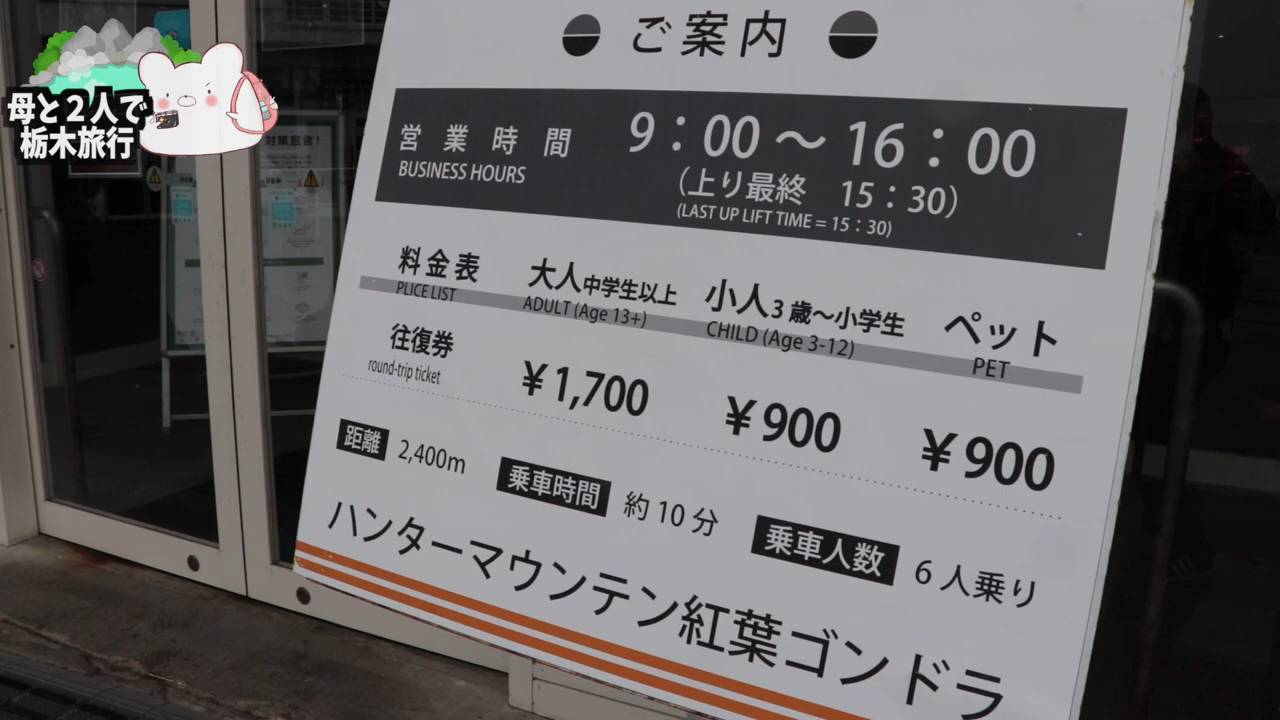 母と２人で
栃木旅行
対策宣言!
ご案内
営業時間 9：00～16：00
BUSINESS HOURS
(上り最終 15：30)
(LAST UP LIFT TIME = 15：30)
料金表 大人中学生以上 小人3歳～小学生 ペット
PLICE LIST ADULT (Age 13+) CHILD (Age 3-12) PET
往復券 ¥1,700 ¥900 ¥900
round-trip ticket
距離 2,400m 乗車時間 約10分 乗車人数 6人乗り
ハンターマウンテン紅葉ゴンドラ